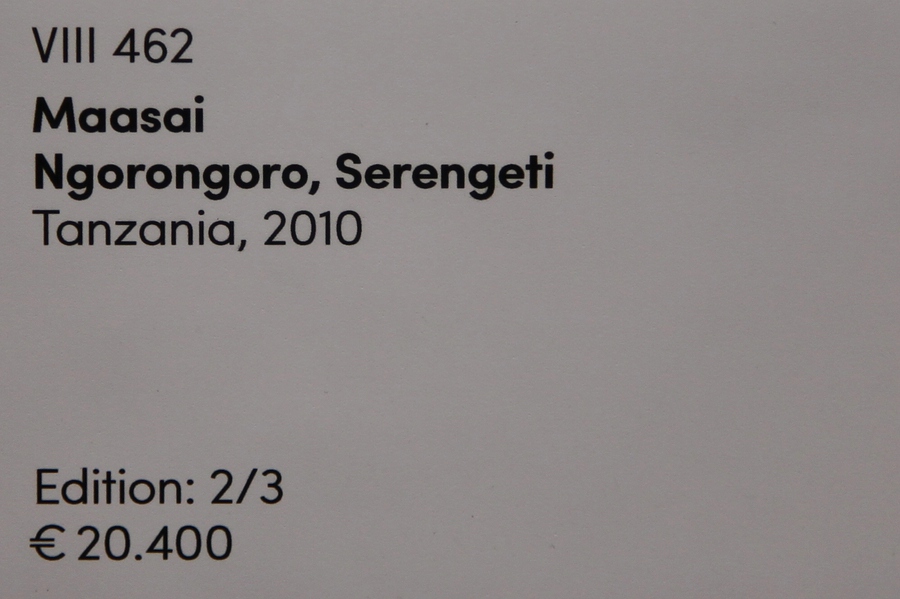 VIII 462
Maasai
Ngorongoro, Serengeti
Tanzania, 2010
Edition: 2/3
€ 20.400